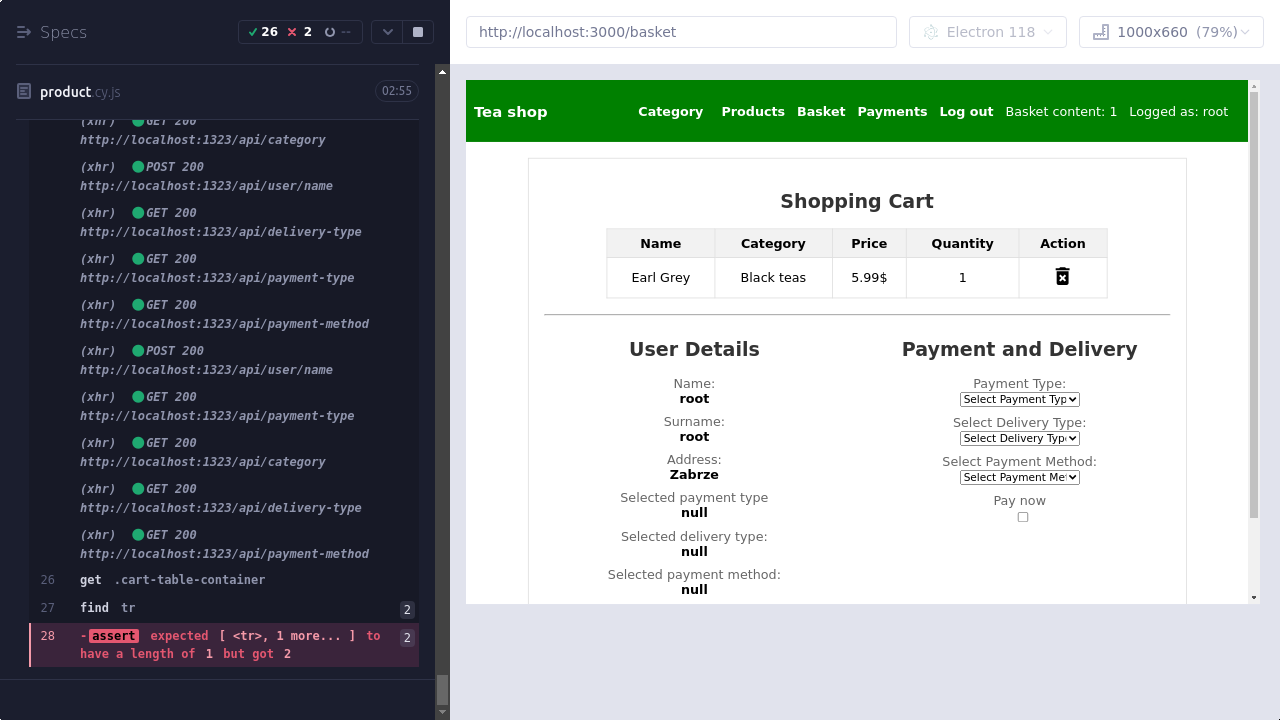 Specs
26 2 --
http://localhost:3000/basket
Electron 118
1000x660 (79%)
product.cy.js
02:55
(xhr) GET 200
http://localhost:1323/api/category
(xhr) POST 200
http://localhost:1323/api/user/name
(xhr) GET 200
http://localhost:1323/api/delivery-type
(xhr) GET 200
http://localhost:1323/api/payment-type
(xhr) GET 200
http://localhost:1323/api/payment-method
(xhr) POST 200
http://localhost:1323/api/user/name
(xhr) GET 200
http://localhost:1323/api/payment-type
(xhr) GET 200
http://localhost:1323/api/category
(xhr) GET 200
http://localhost:1323/api/delivery-type
(xhr) GET 200
http://localhost:1323/api/payment-method
26 get .cart-table-container
27 find tr 2
28 -assert expected [ <tr>, 1 more... ] to 2
have a length of 1 but got 2
Tea shop Category Products Basket Payments Log out Basket content: 1 Logged as: root
Shopping Cart
Name Category Price Quantity Action
Earl Grey Black teas 5.99$ 1
User Details
Name:
root
Surname:
root
Address:
Zabrze
Selected payment type
null
Selected delivery type:
null
Selected payment method:
null
Payment and Delivery
Payment Type:
Select Payment Typ
Select Delivery Type:
Select Delivery Type
Select Payment Method:
Select Payment Met
Pay now